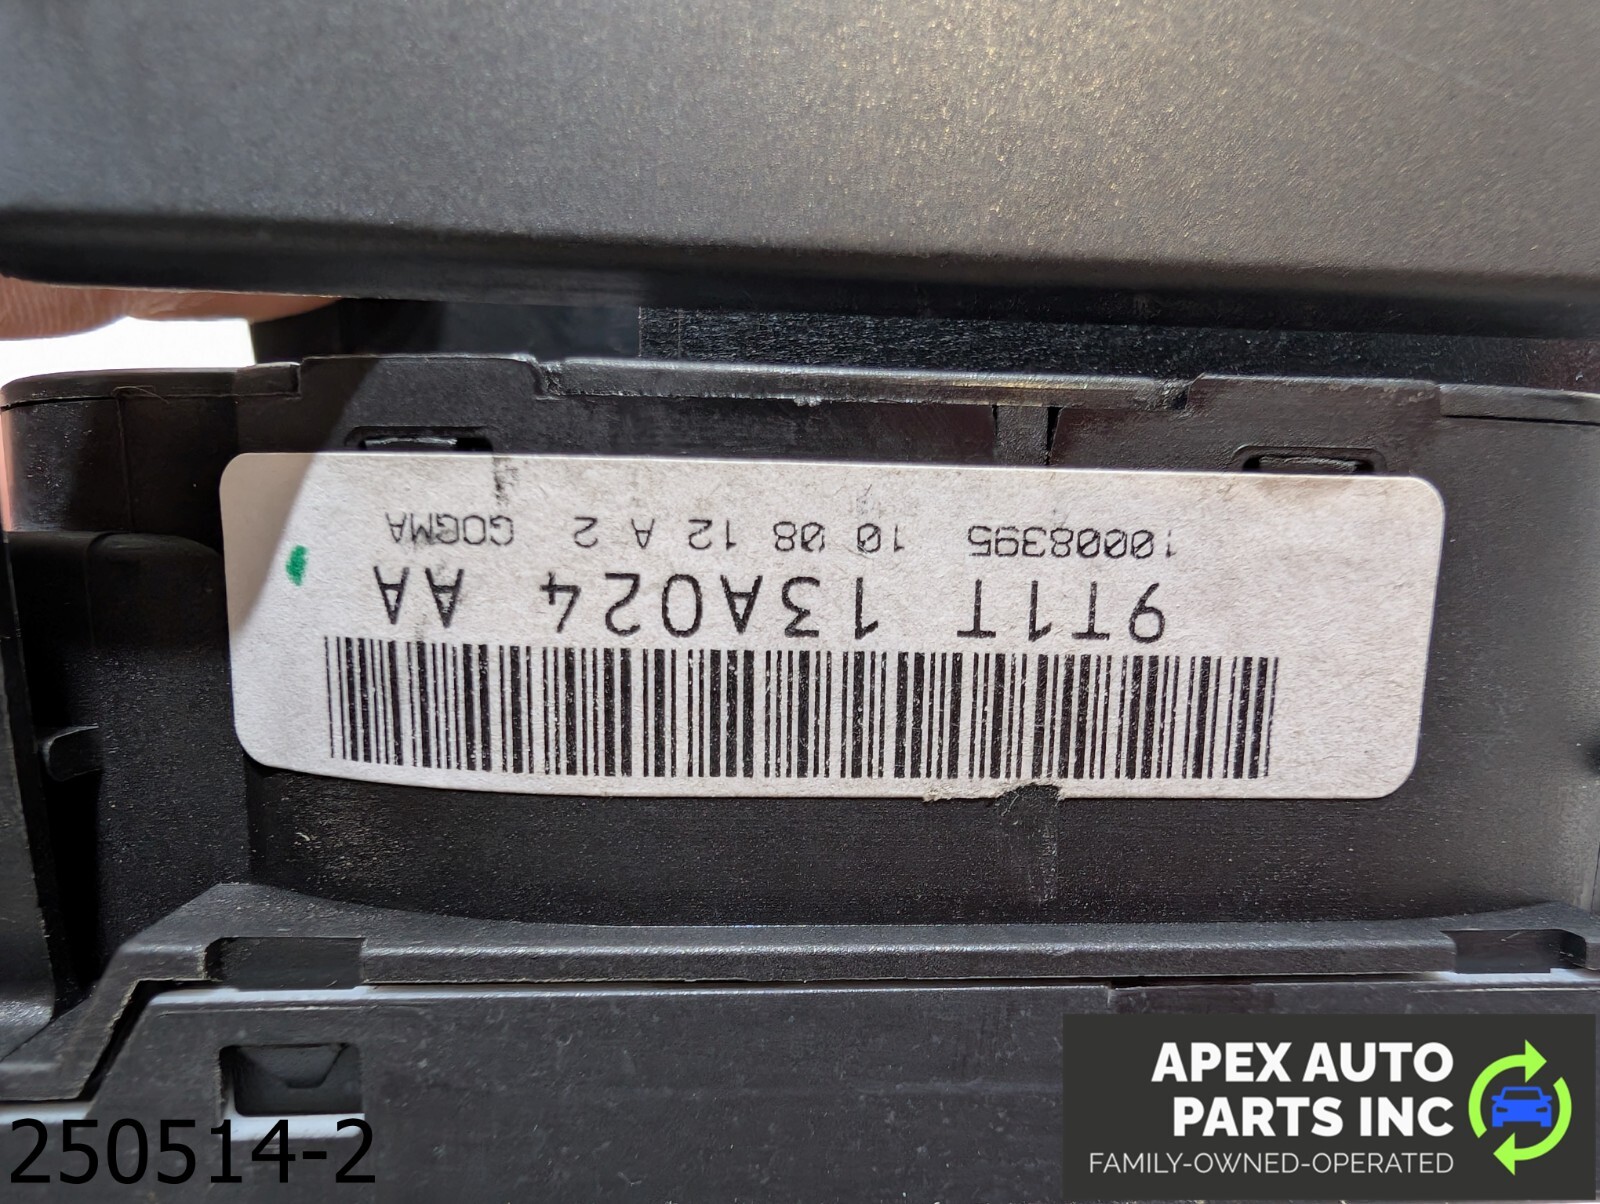 9T1T 13A024 AA
10008395 10 08 12 A 2 GOGMA
APEX AUTO
PARTS INC
FAMILY-OWNED-OPERATED
250514-2